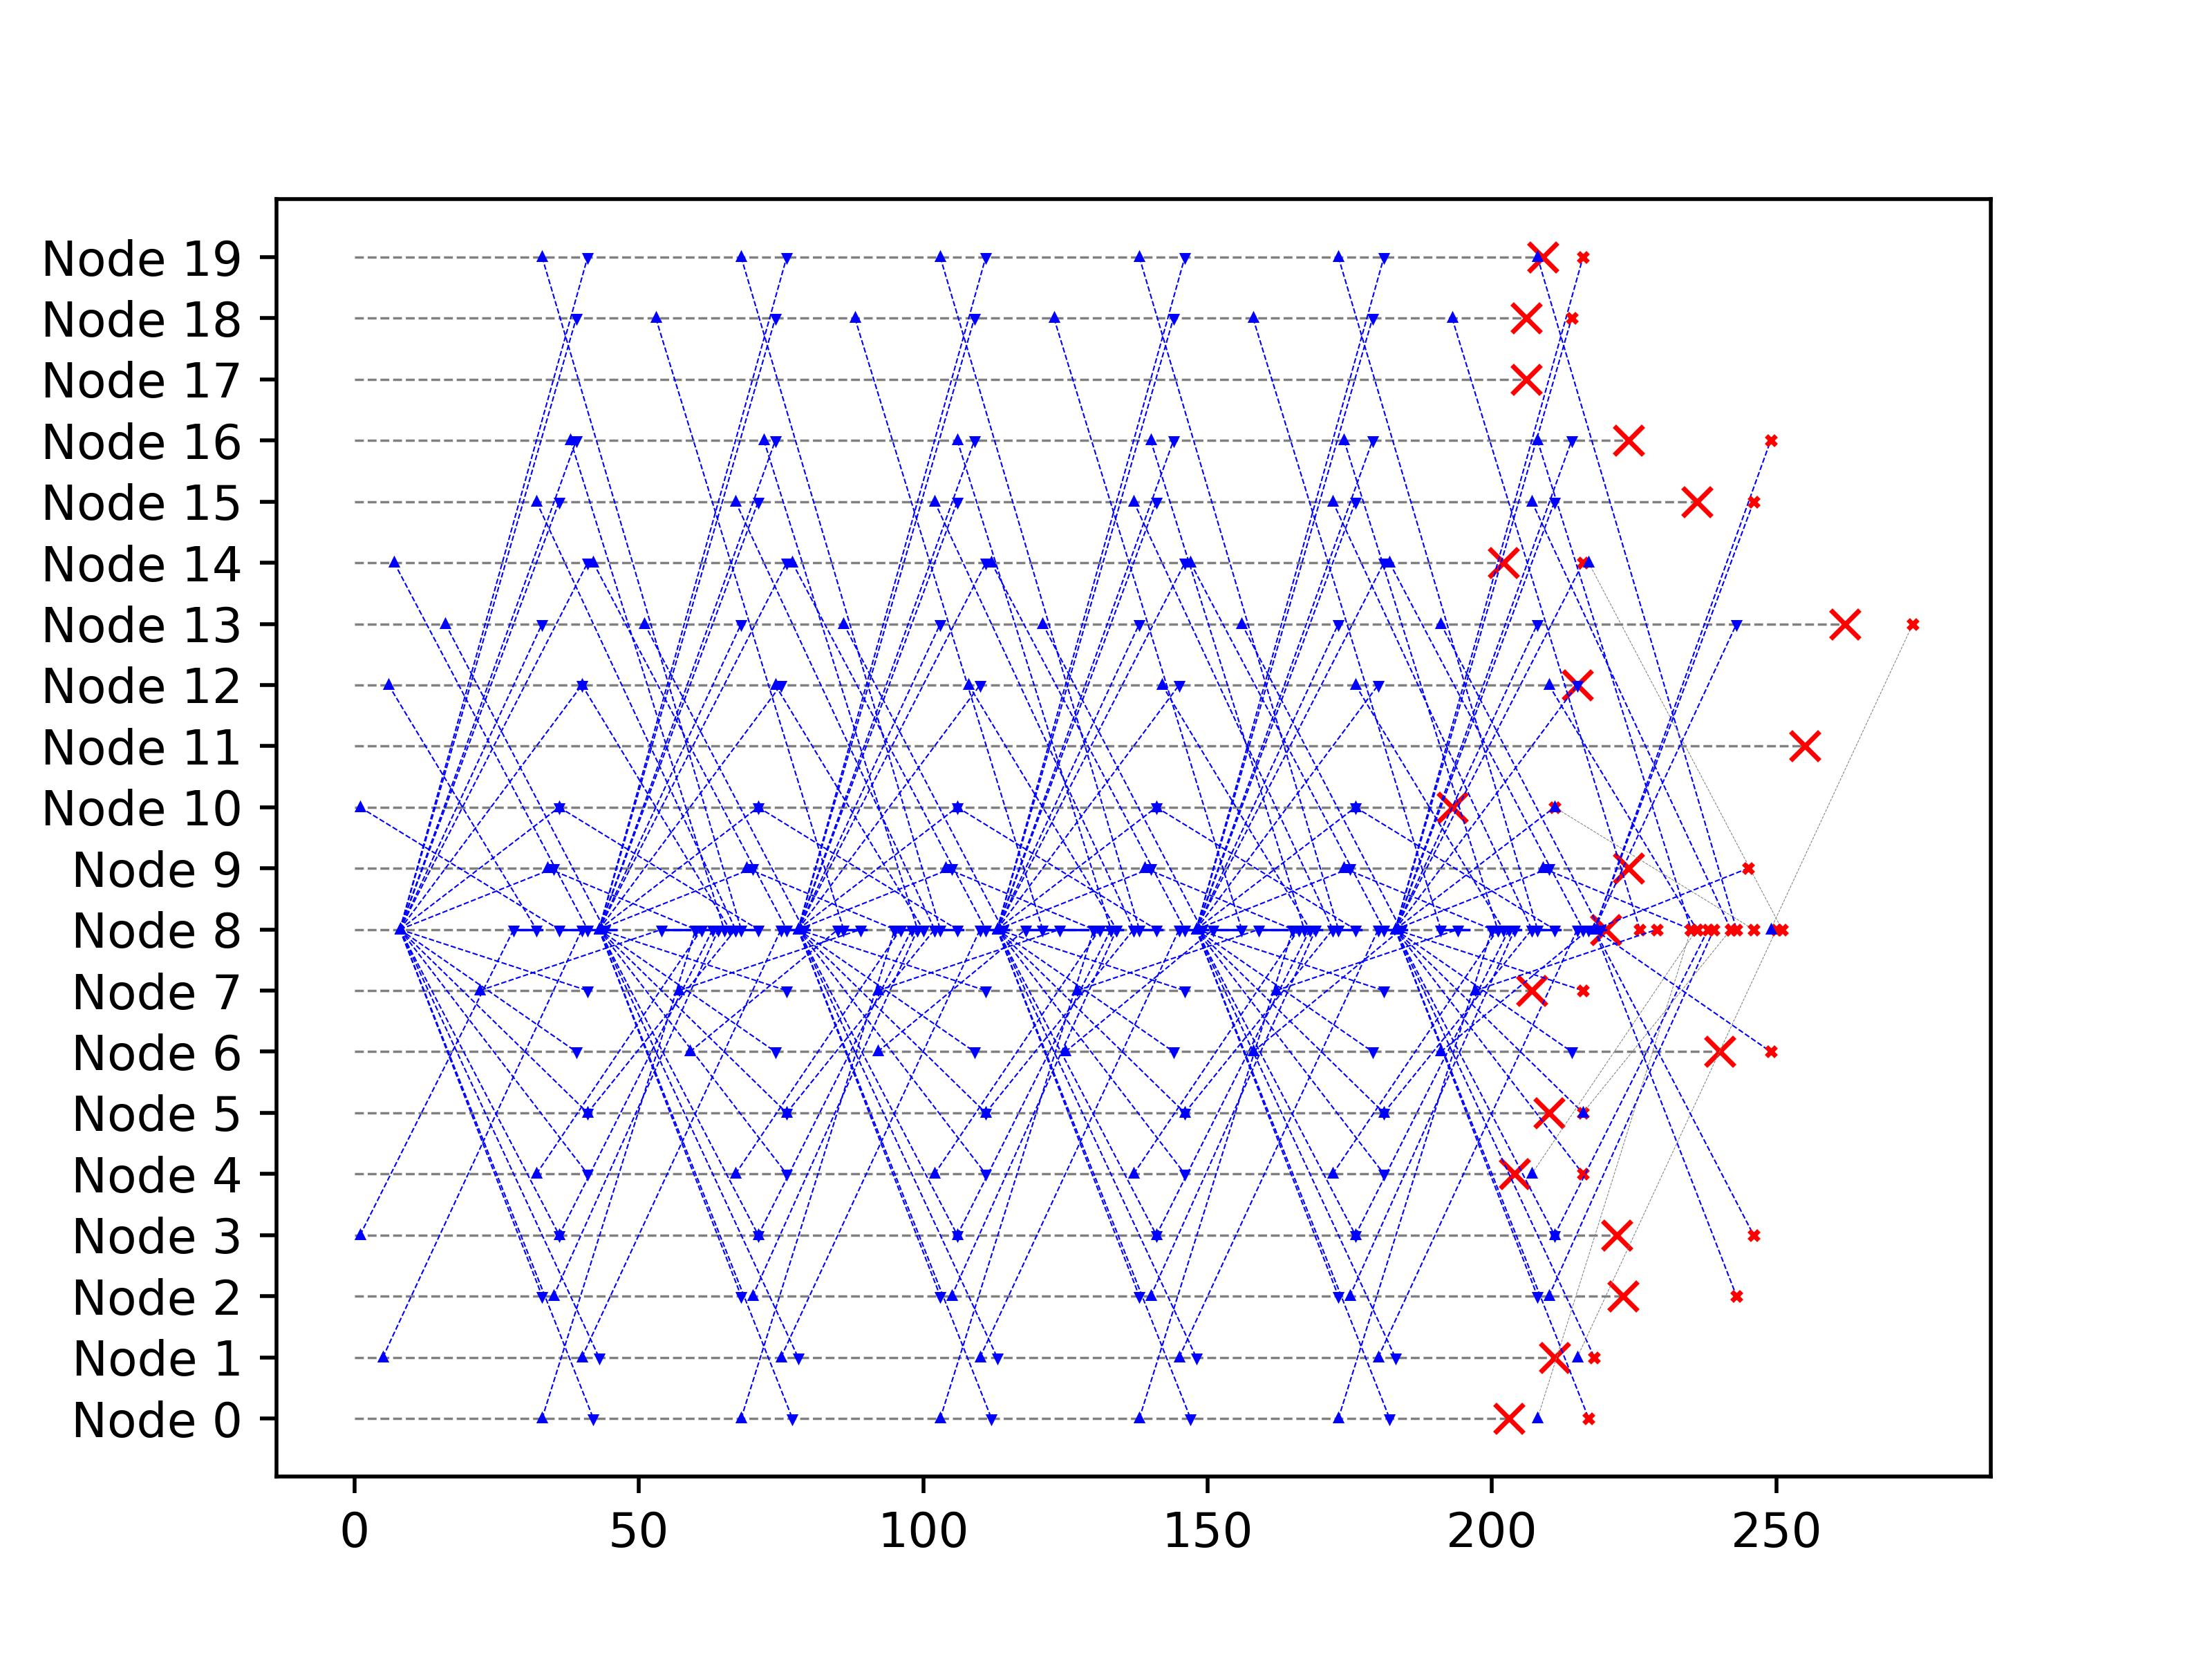 Node 19
Node 18
Node 17
Node 16
Node 15
Node 14
Node 13
Node 12
Node 11
Node 10
Node 9
Node 8
Node 7
Node 6
Node 5
Node 4
Node 3
Node 2
Node 1
Node 0
0 50 100 150 200 250